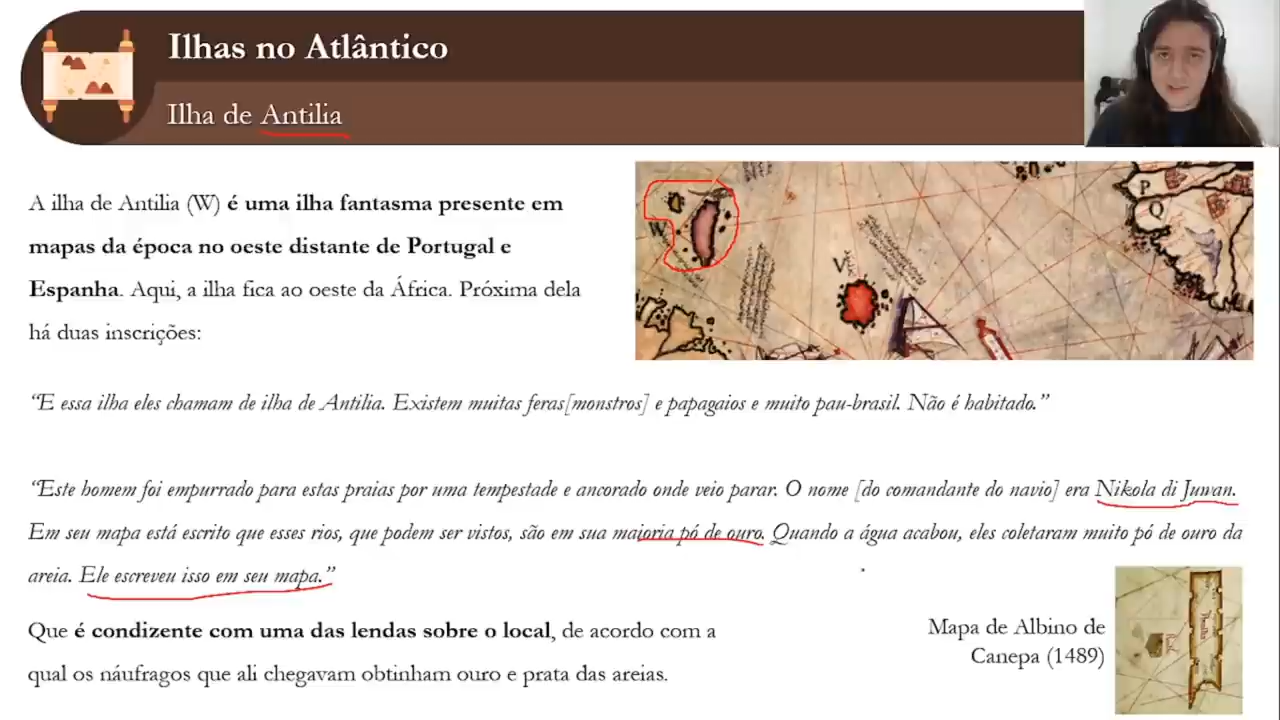 Ilhas no Atlântico
Ilha de Antilia
A ilha de Antilia (W) é uma ilha fantasma presente em
mapas da época no oeste distante de Portugal e
Espanha. Aqui, a ilha fica ao oeste da África. Próxima dela
há duas inscrições:
W
V
P
Q
“E essa ilha eles chamam de ilha de Antilia. Existem muitas feras[monstros] e papagaios e muito pau-brasil. Não é habitado.”
“Este homem foi empurrado para estas praias por uma tempestade e ancorado onde veio parar. O nome [do comandante do navio] era Nikola di Juwan.
Em seu mapa está escrito que esses rios, que podem ser vistos, são em sua maioria pó de ouro. Quando a água acabou, eles coletaram muito pó de ouro da
areia. Ele escreveu isso em seu mapa.”
Que é condizente com uma das lendas sobre o local, de acordo com a
qual os náufragos que ali chegavam obtinham ouro e prata das areias.
Mapa de Albino de
Canepa (1489)